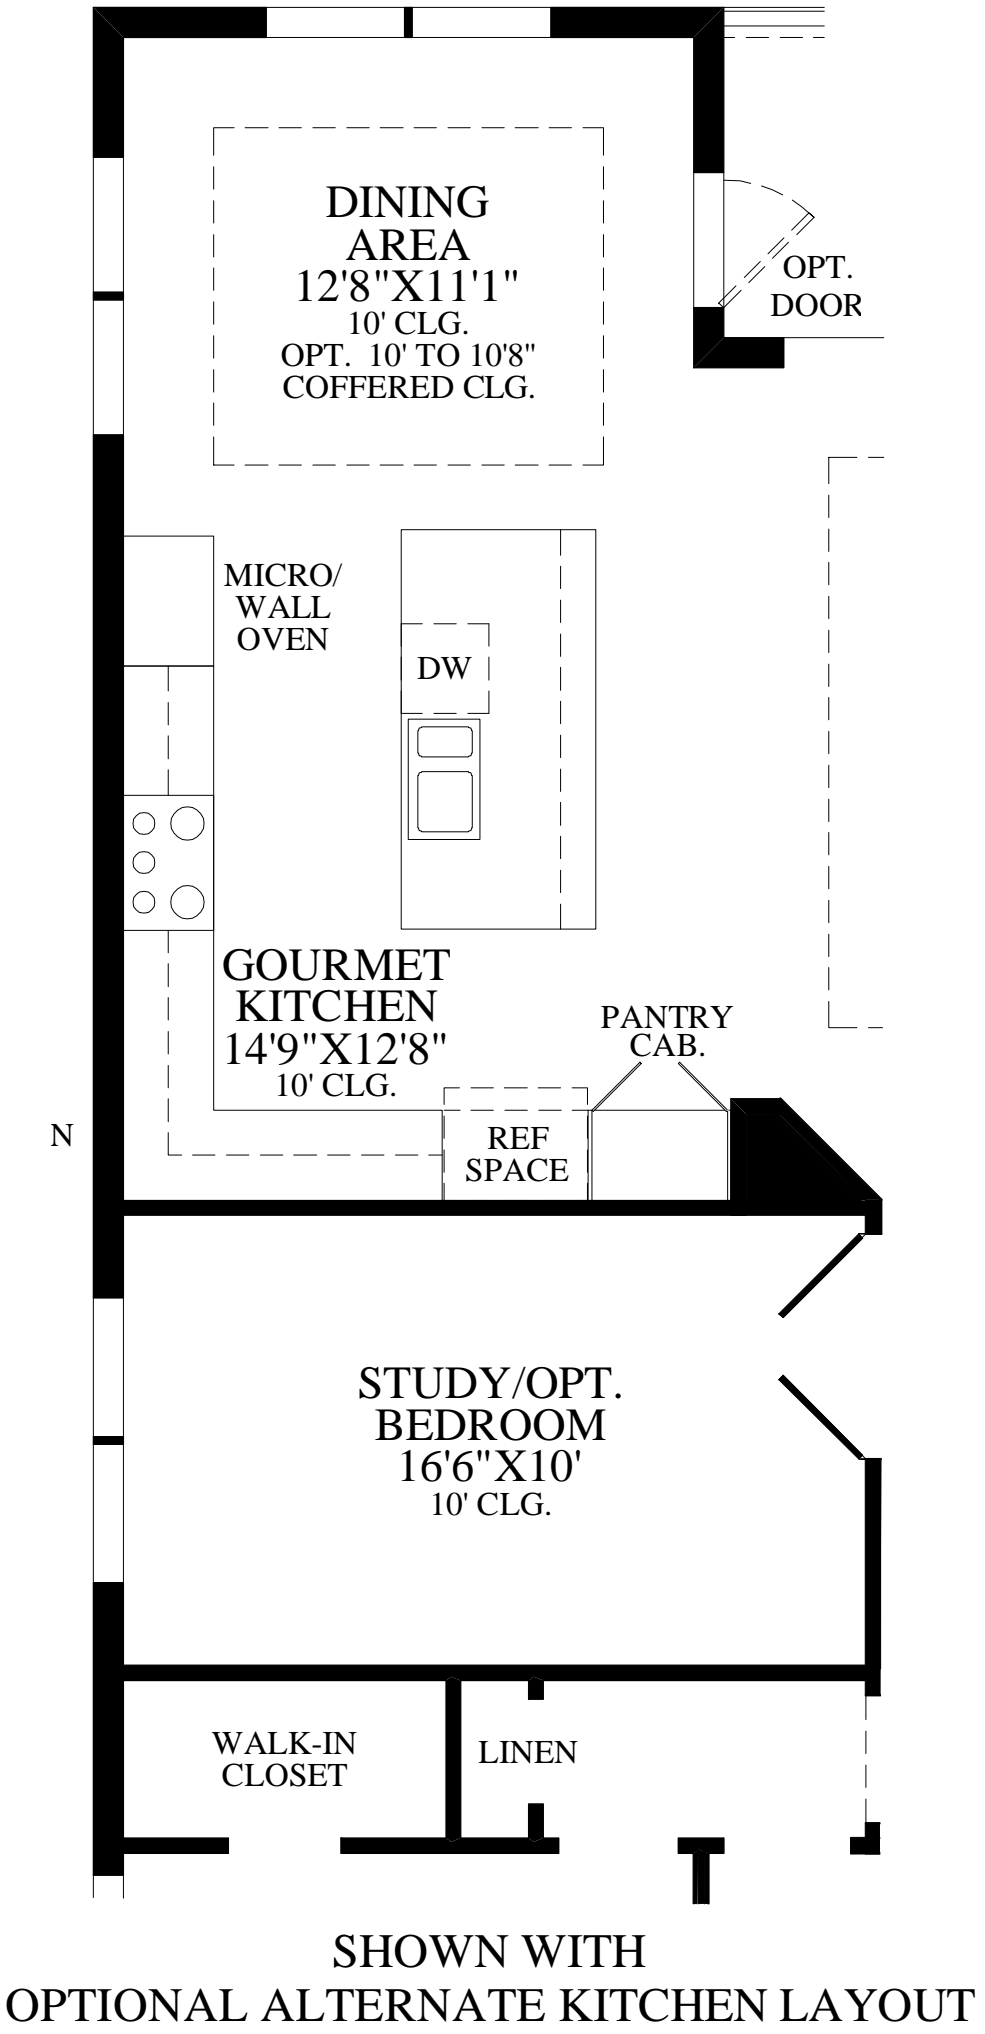 DINING
AREA
12'8"X11'1"
10' CLG.
OPT. 10' TO 10'8"
COFFERED CLG.
OPT.
DOOR
MICRO/
WALL
OVEN
DW
GOURMET
KITCHEN
14'9"X12'8"
10' CLG.
PANTRY
CAB.
REF
SPACE
N
STUDY/OPT.
BEDROOM
16'6"X10'
10' CLG.
WALK-IN
CLOSET
LINEN
SHOWN WITH
OPTIONAL ALTERNATE KITCHEN LAYOUT